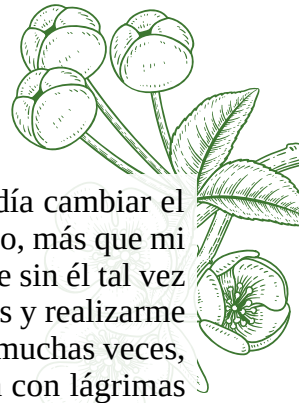 día cambiar el
o, más que mi
e sin él tal vez
s y realizarme
muchas veces,
con lágrimas